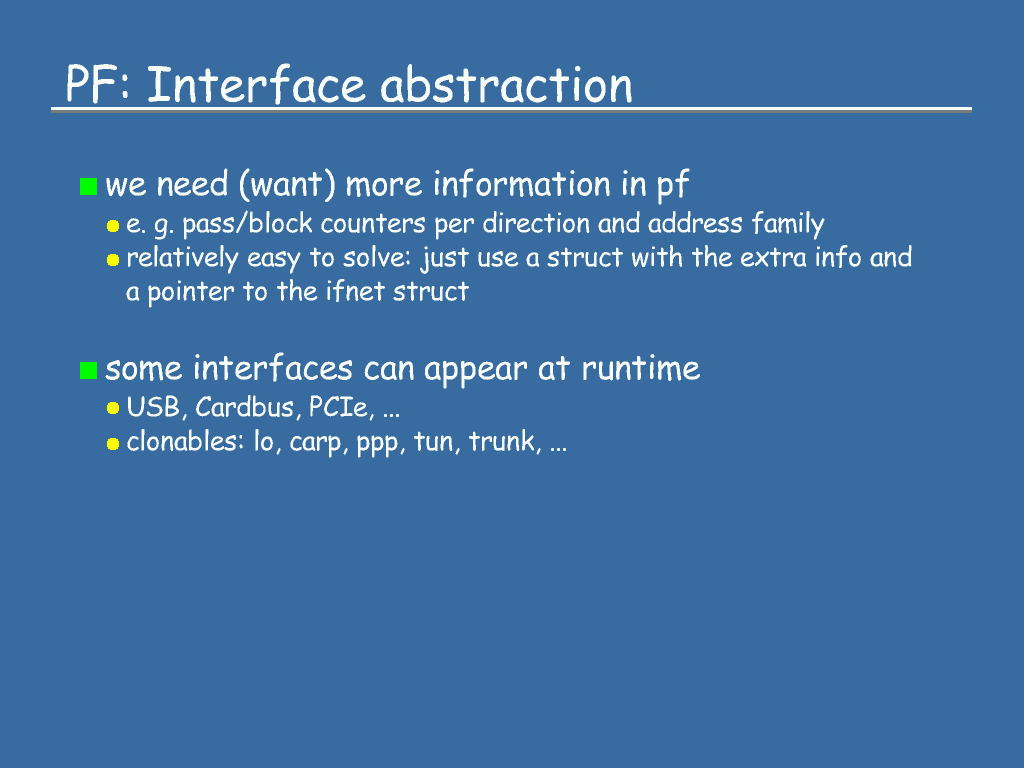 PF: Interface abstraction
we need (want) more information in pf
e. g. pass/block counters per direction and address family
relatively easy to solve: just use a struct with the extra info and
a pointer to the ifnet struct
some interfaces can appear at runtime
USB, Cardbus, PCIe, ...
clonables: lo, carp, ppp, tun, trunk, ...